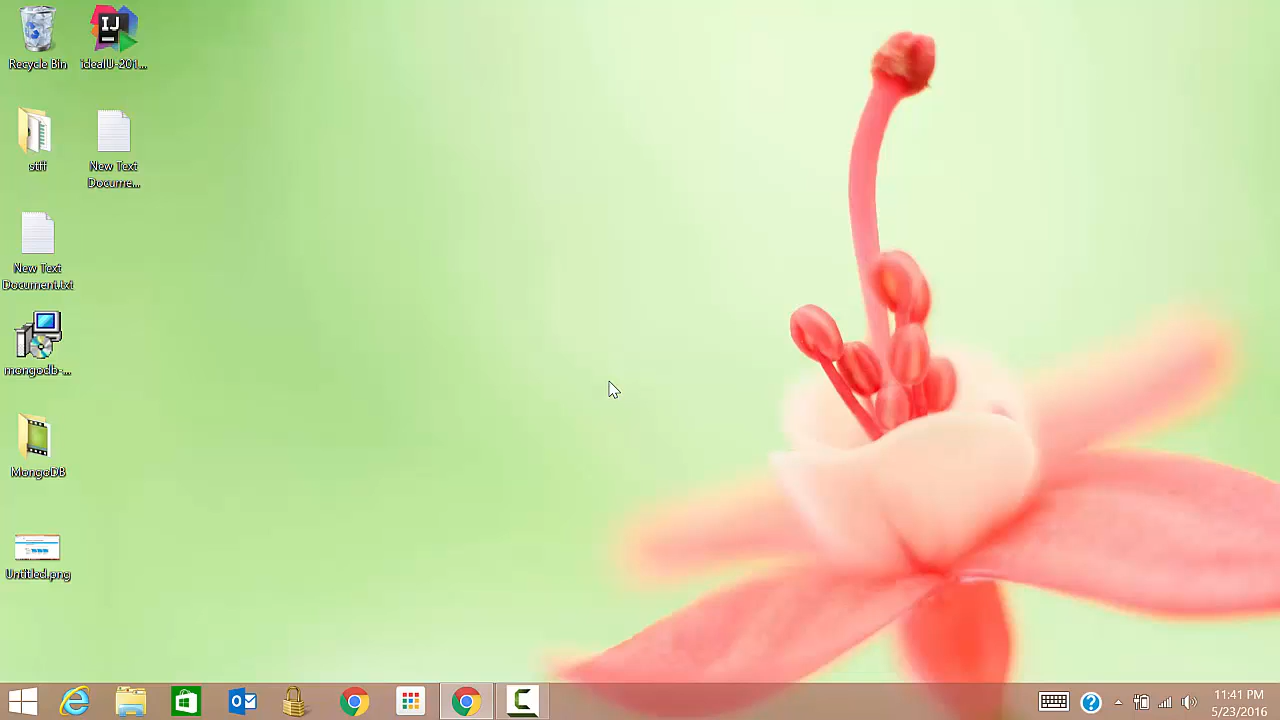 Recycle Bin
IJ
ideaIU-201...
stff
New Text
Docume...
New Text
Document.txt
mongodb-...
MongoDB
Untitled.png
11:41 PM
5/23/2016